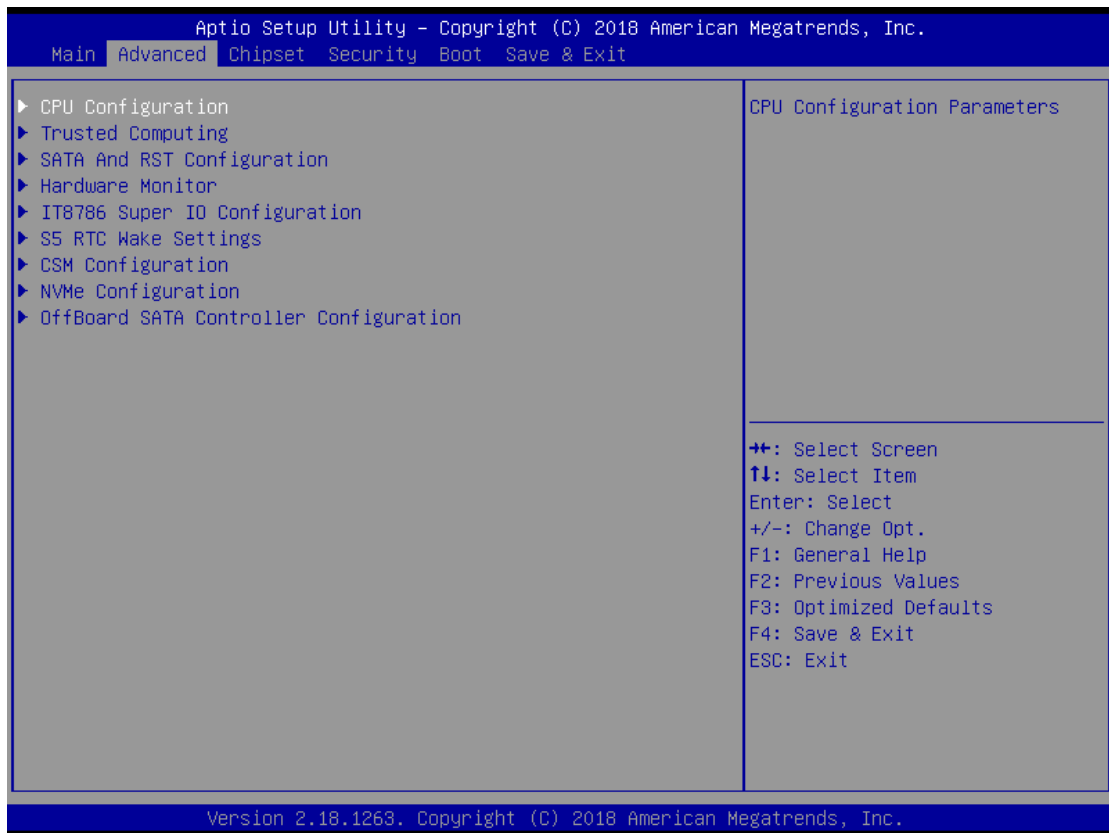 Aptio Setup Utility – Copyright (C) 2018 American Megatrends, Inc.
Main Advanced Chipset Security Boot Save & Exit
▶ CPU Configuration
▶ Trusted Computing
▶ SATA And RST Configuration
▶ Hardware Monitor
▶ IT8786 Super IO Configuration
▶ S5 RTC Wake Settings
▶ CSM Configuration
▶ NVMe Configuration
▶ OffBoard SATA Controller Configuration
CPU Configuration Parameters
→←: Select Screen
↑↓: Select Item
Enter: Select
+/-: Change Opt.
F1: General Help
F2: Previous Values
F3: Optimized Defaults
F4: Save & Exit
ESC: Exit
Version 2.18.1263. Copyright (C) 2018 American Megatrends, Inc.